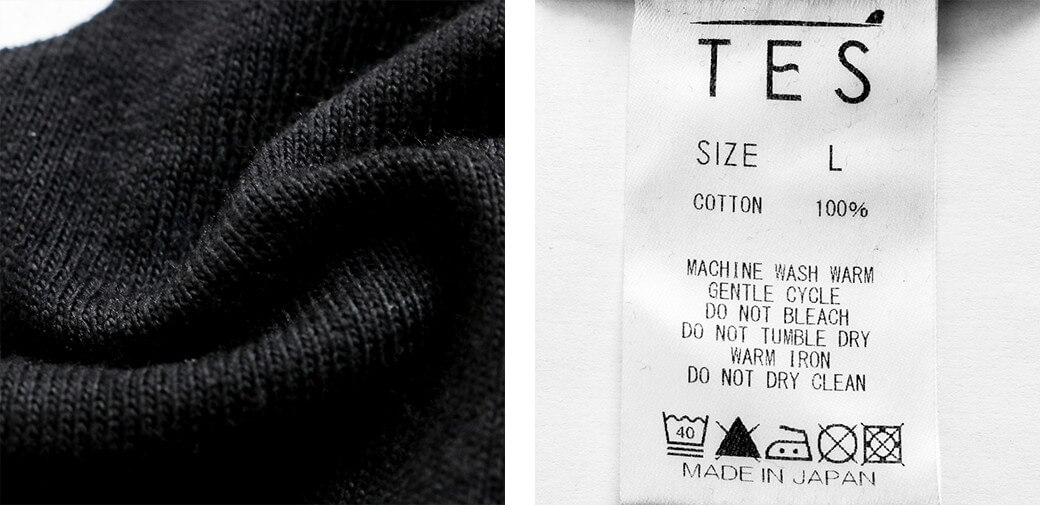 TES
SIZE L
COTTON 100%
MACHINE WASH WARM
GENTLE CYCLE
DO NOT BLEACH
DO NOT TUMBLE DRY
WARM IRON
DO NOT DRY CLEAN
40
MADE IN JAPAN